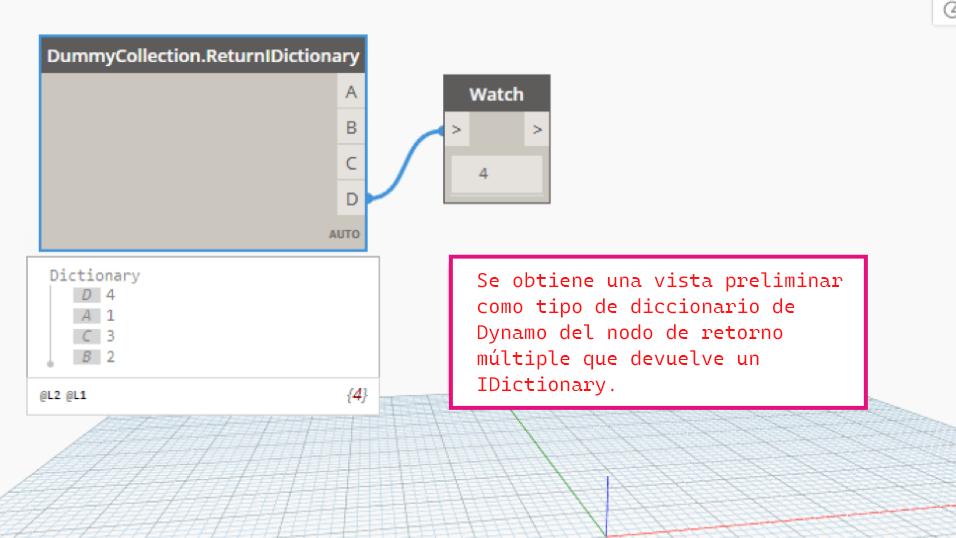 DummyCollection.ReturnIDictionary
A
B
C
D
AUTO
Watch
> >
4
Dictionary
D 4
A 1
C 3
B 2
@L2 @L1 {4}
Se obtiene una vista preliminar
como tipo de diccionario de
Dynamo del nodo de retorno
múltiple que devuelve un
IDictionary.